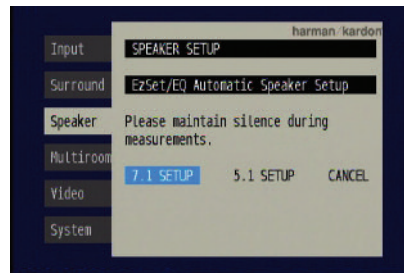 harman/kardon
Input
SPEAKER SETUP
Surround
EzSet/EQ Automatic Speaker Setup
Speaker
Please maintain silence during
measurements.
Multiroom
7.1 SETUP 5.1 SETUP CANCEL
Video
System